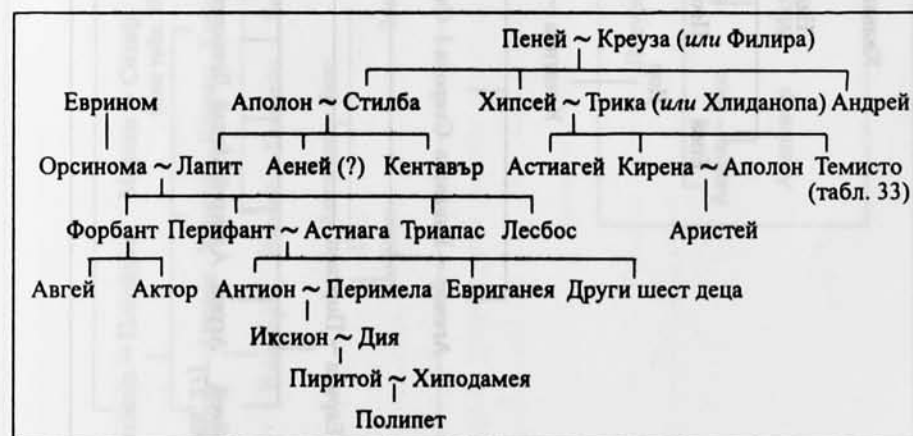 Пеней ~ Креуза (или Филира)
Еврином Аполон ~ Стилба Хипсей ~ Трика (или Хлиданопа) Андрей
Орсинома ~ Лапит Аеней (?) Кентавър Астиагей Кирена ~ Аполон Темисто
(табл. 33)
Форбант Перифант ~ Астиага Триапас Лесбос Аристей
Авгей Актор Антион ~ Перимела Евриганея Други шест деца
Иксион ~ Дия
Пиритой ~ Хиподамея
Полипет